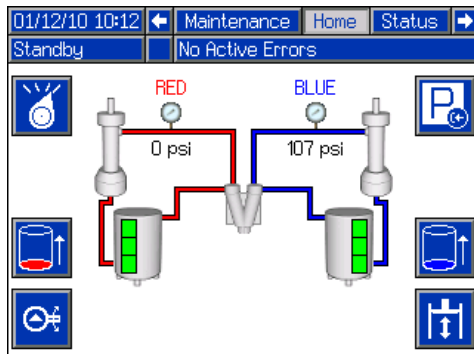 01/12/10 10:12 Maintenance Home Status
Standby No Active Errors
RED BLUE
0 psi 107 psi
P